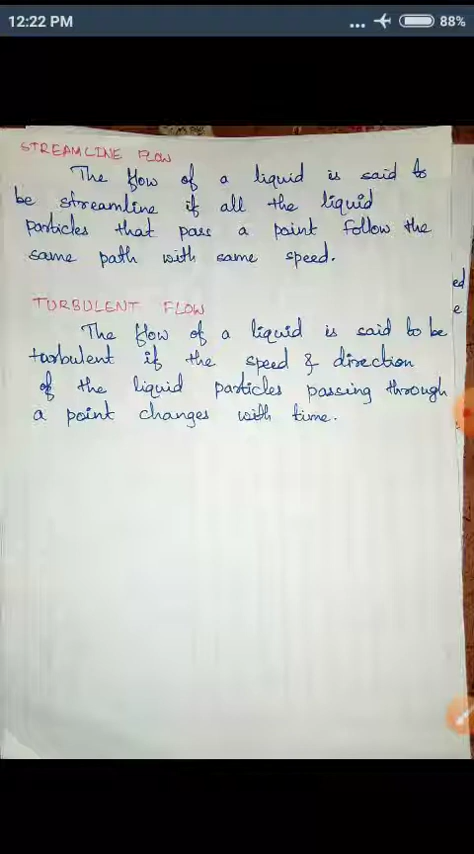 12:22 PM
... 88%
STREAMLINE FLOW
The flow of a liquid is said to
be streamline if all the liquid
particles that pass a point follow the
same path with same speed.
ed
e
TURBULENT FLOW
The flow of a liquid is said to be
turbulent if the speed & direction
of the liquid particles passing through
a point changes with time.